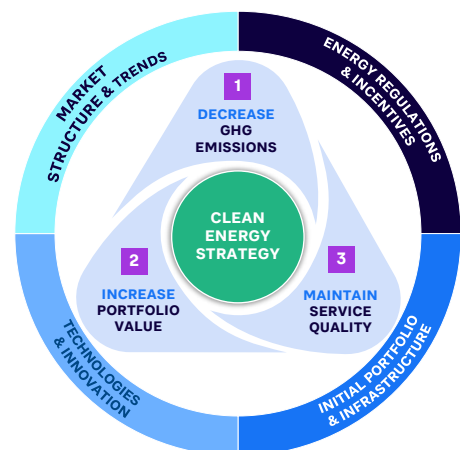 MARKET
STRUCTURE & TRENDS
ENERGY REGULATIONS
& INCENTIVES
1
DECREASE
GHG
EMISSIONS
CLEAN
ENERGY
STRATEGY
2
INCREASE
PORTFOLIO
VALUE
3
MAINTAIN
SERVICE
QUALITY
TECHNOLOGIES
& INNOVATION
INITIAL PORTFOLIO
& INFRASTRUCTURE